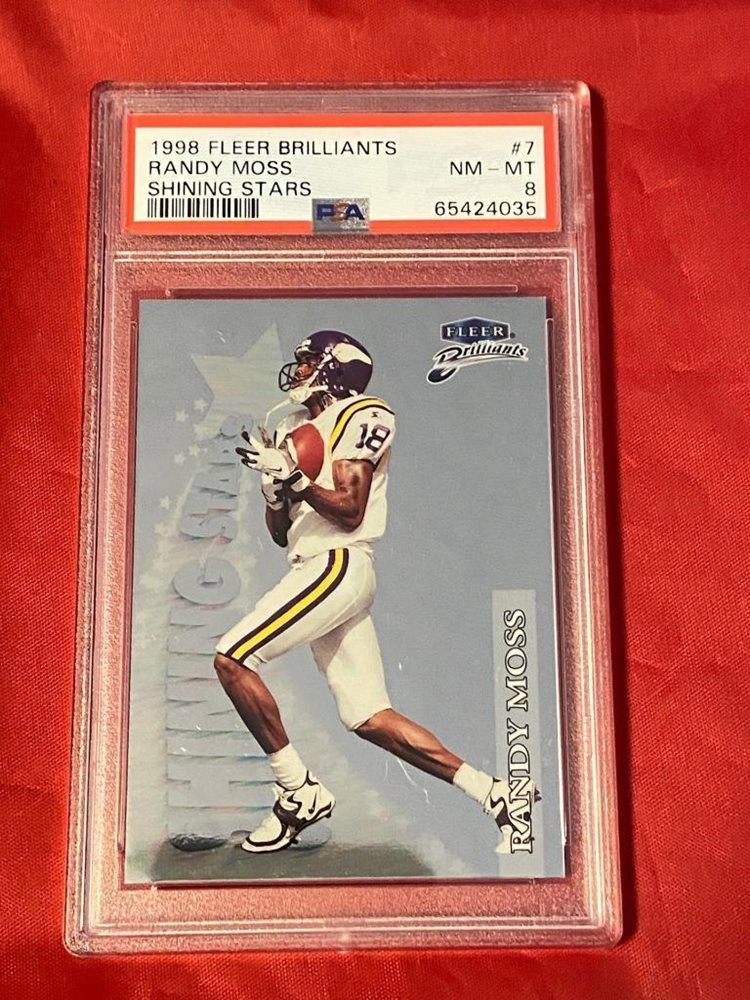 1998 FLEER BRILLIANTS #7
RANDY MOSS NM - MT
SHINING STARS 8
PSA 65424035
FLEER
Brilliants
18
SHINING STARS
RANDY MOSS